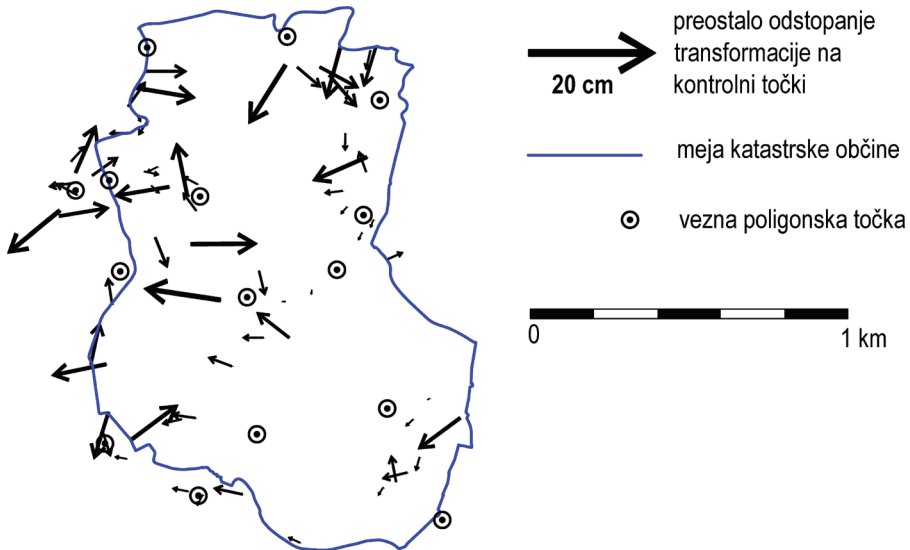 preostalo odstopanje
transformacije na
kontrolni točki
20 cm
meja katastrske občine
vezna poligonska točka
0
1 km